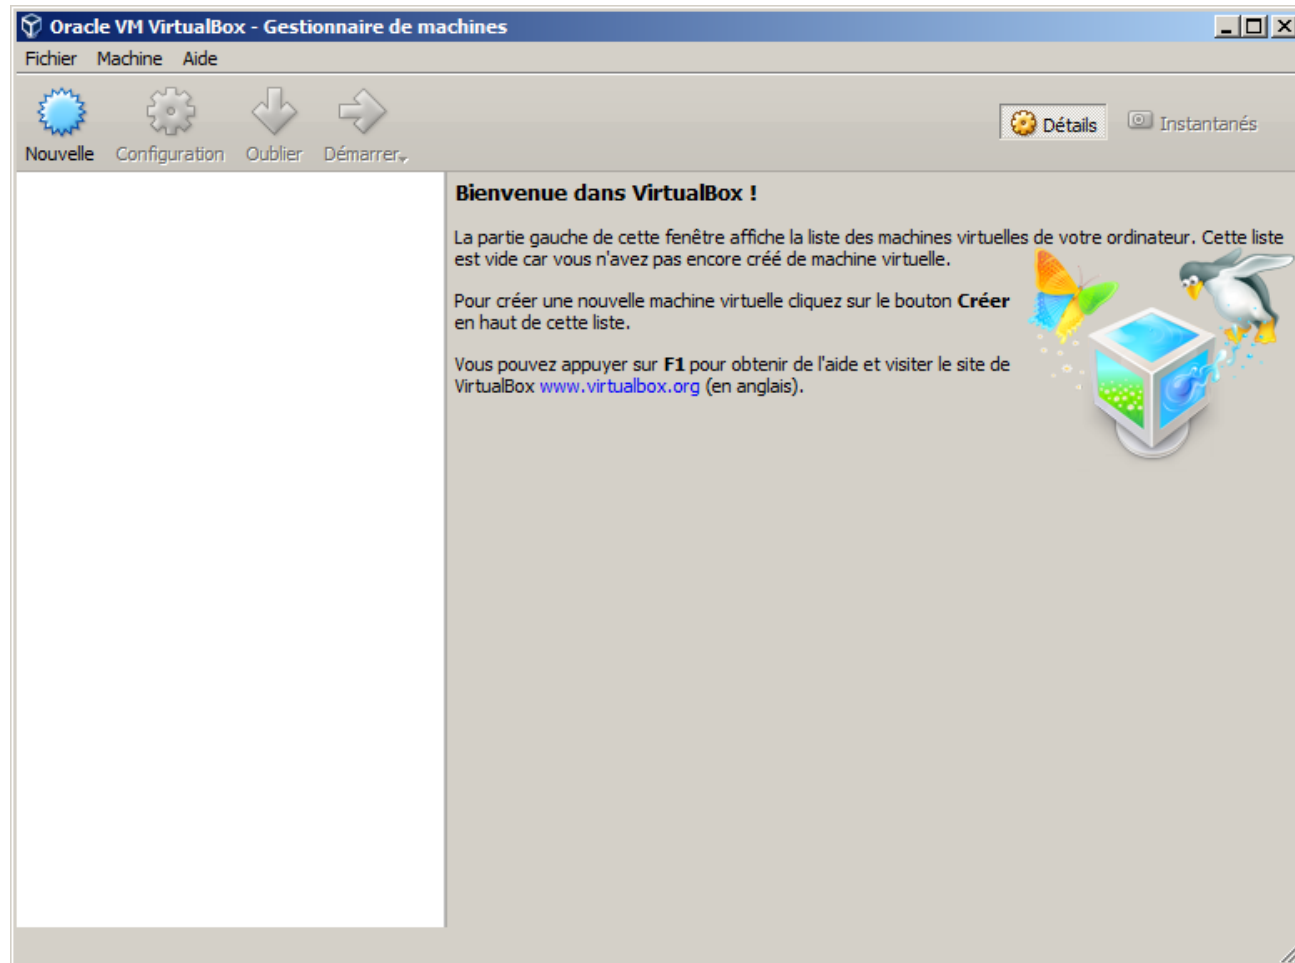 Oracle VM VirtualBox - Gestionnaire de machines
Fichier Machine Aide
Nouvelle Configuration Oublier Démarrer
Détails Instantanés
Bienvenue dans VirtualBox !
La partie gauche de cette fenêtre affiche la liste des machines virtuelles de votre ordinateur. Cette liste
est vide car vous n'avez pas encore créé de machine virtuelle.
Pour créer une nouvelle machine virtuelle cliquez sur le bouton Créer
en haut de cette liste.
Vous pouvez appuyer sur F1 pour obtenir de l'aide et visiter le site de
VirtualBox www.virtualbox.org (en anglais).